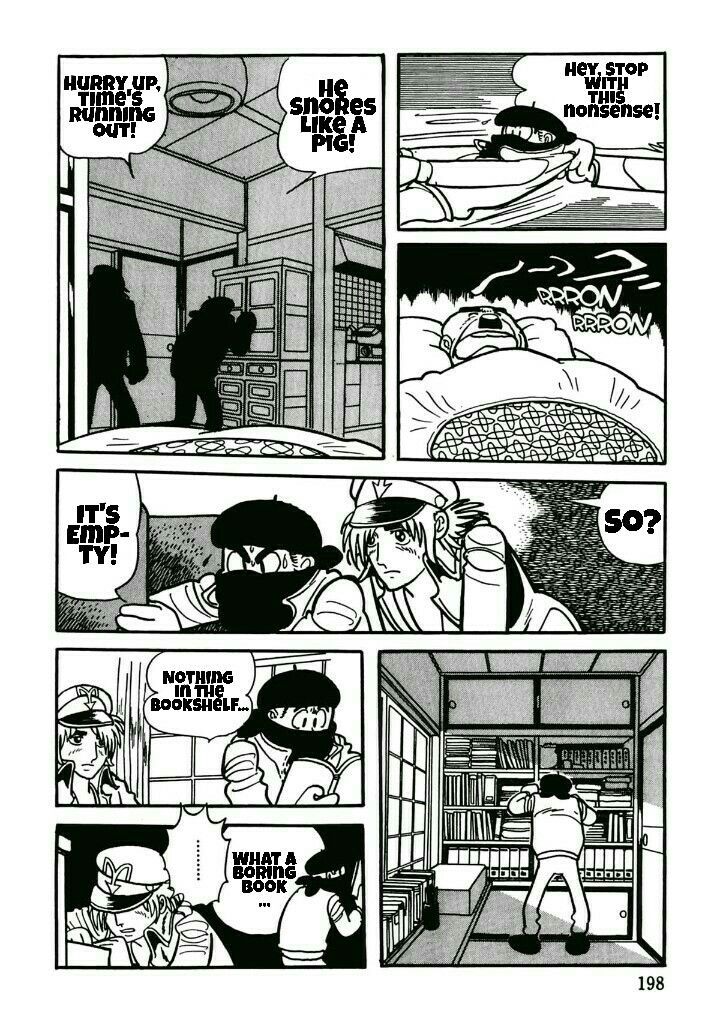 HURRY UP,
TIME'S
RUNNING
OUT!
HE
SNORES
LIKE A
PIG!
HEY, STOP
WITH
THIS
NONSENSE!
RRRON
RRRON
IT'S
EMP-
TY!
SO?
NOTHING
IN THE
BOOKSHELF...
.......
WHAT A
BORING
BOOK
...
198